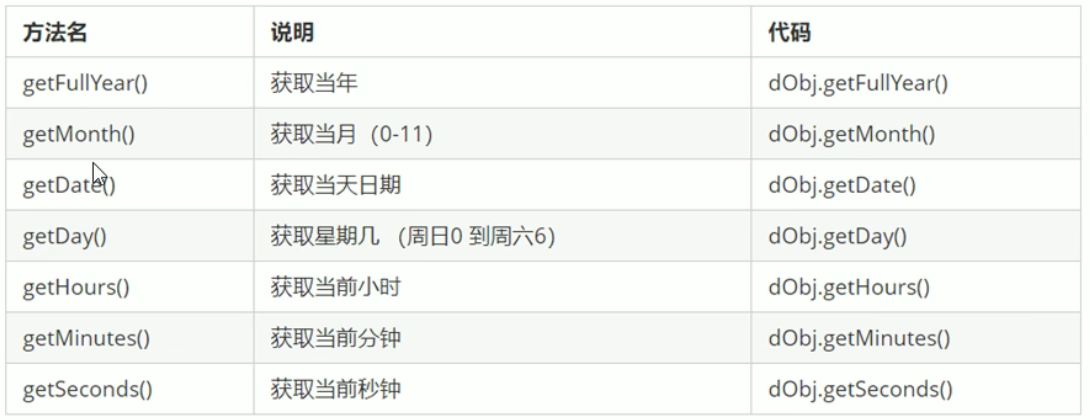 方法名 说明 代码
getFullYear() 获取当年 dObj.getFullYear()
getMonth() 获取当月（0-11） dObj.getMonth()
getDate() 获取当天日期 dObj.getDate()
getDay() 获取星期几 （周日0 到周六6） dObj.getDay()
getHours() 获取当前小时 dObj.getHours()
getMinutes() 获取当前分钟 dObj.getMinutes()
getSeconds() 获取当前秒钟 dObj.getSeconds()